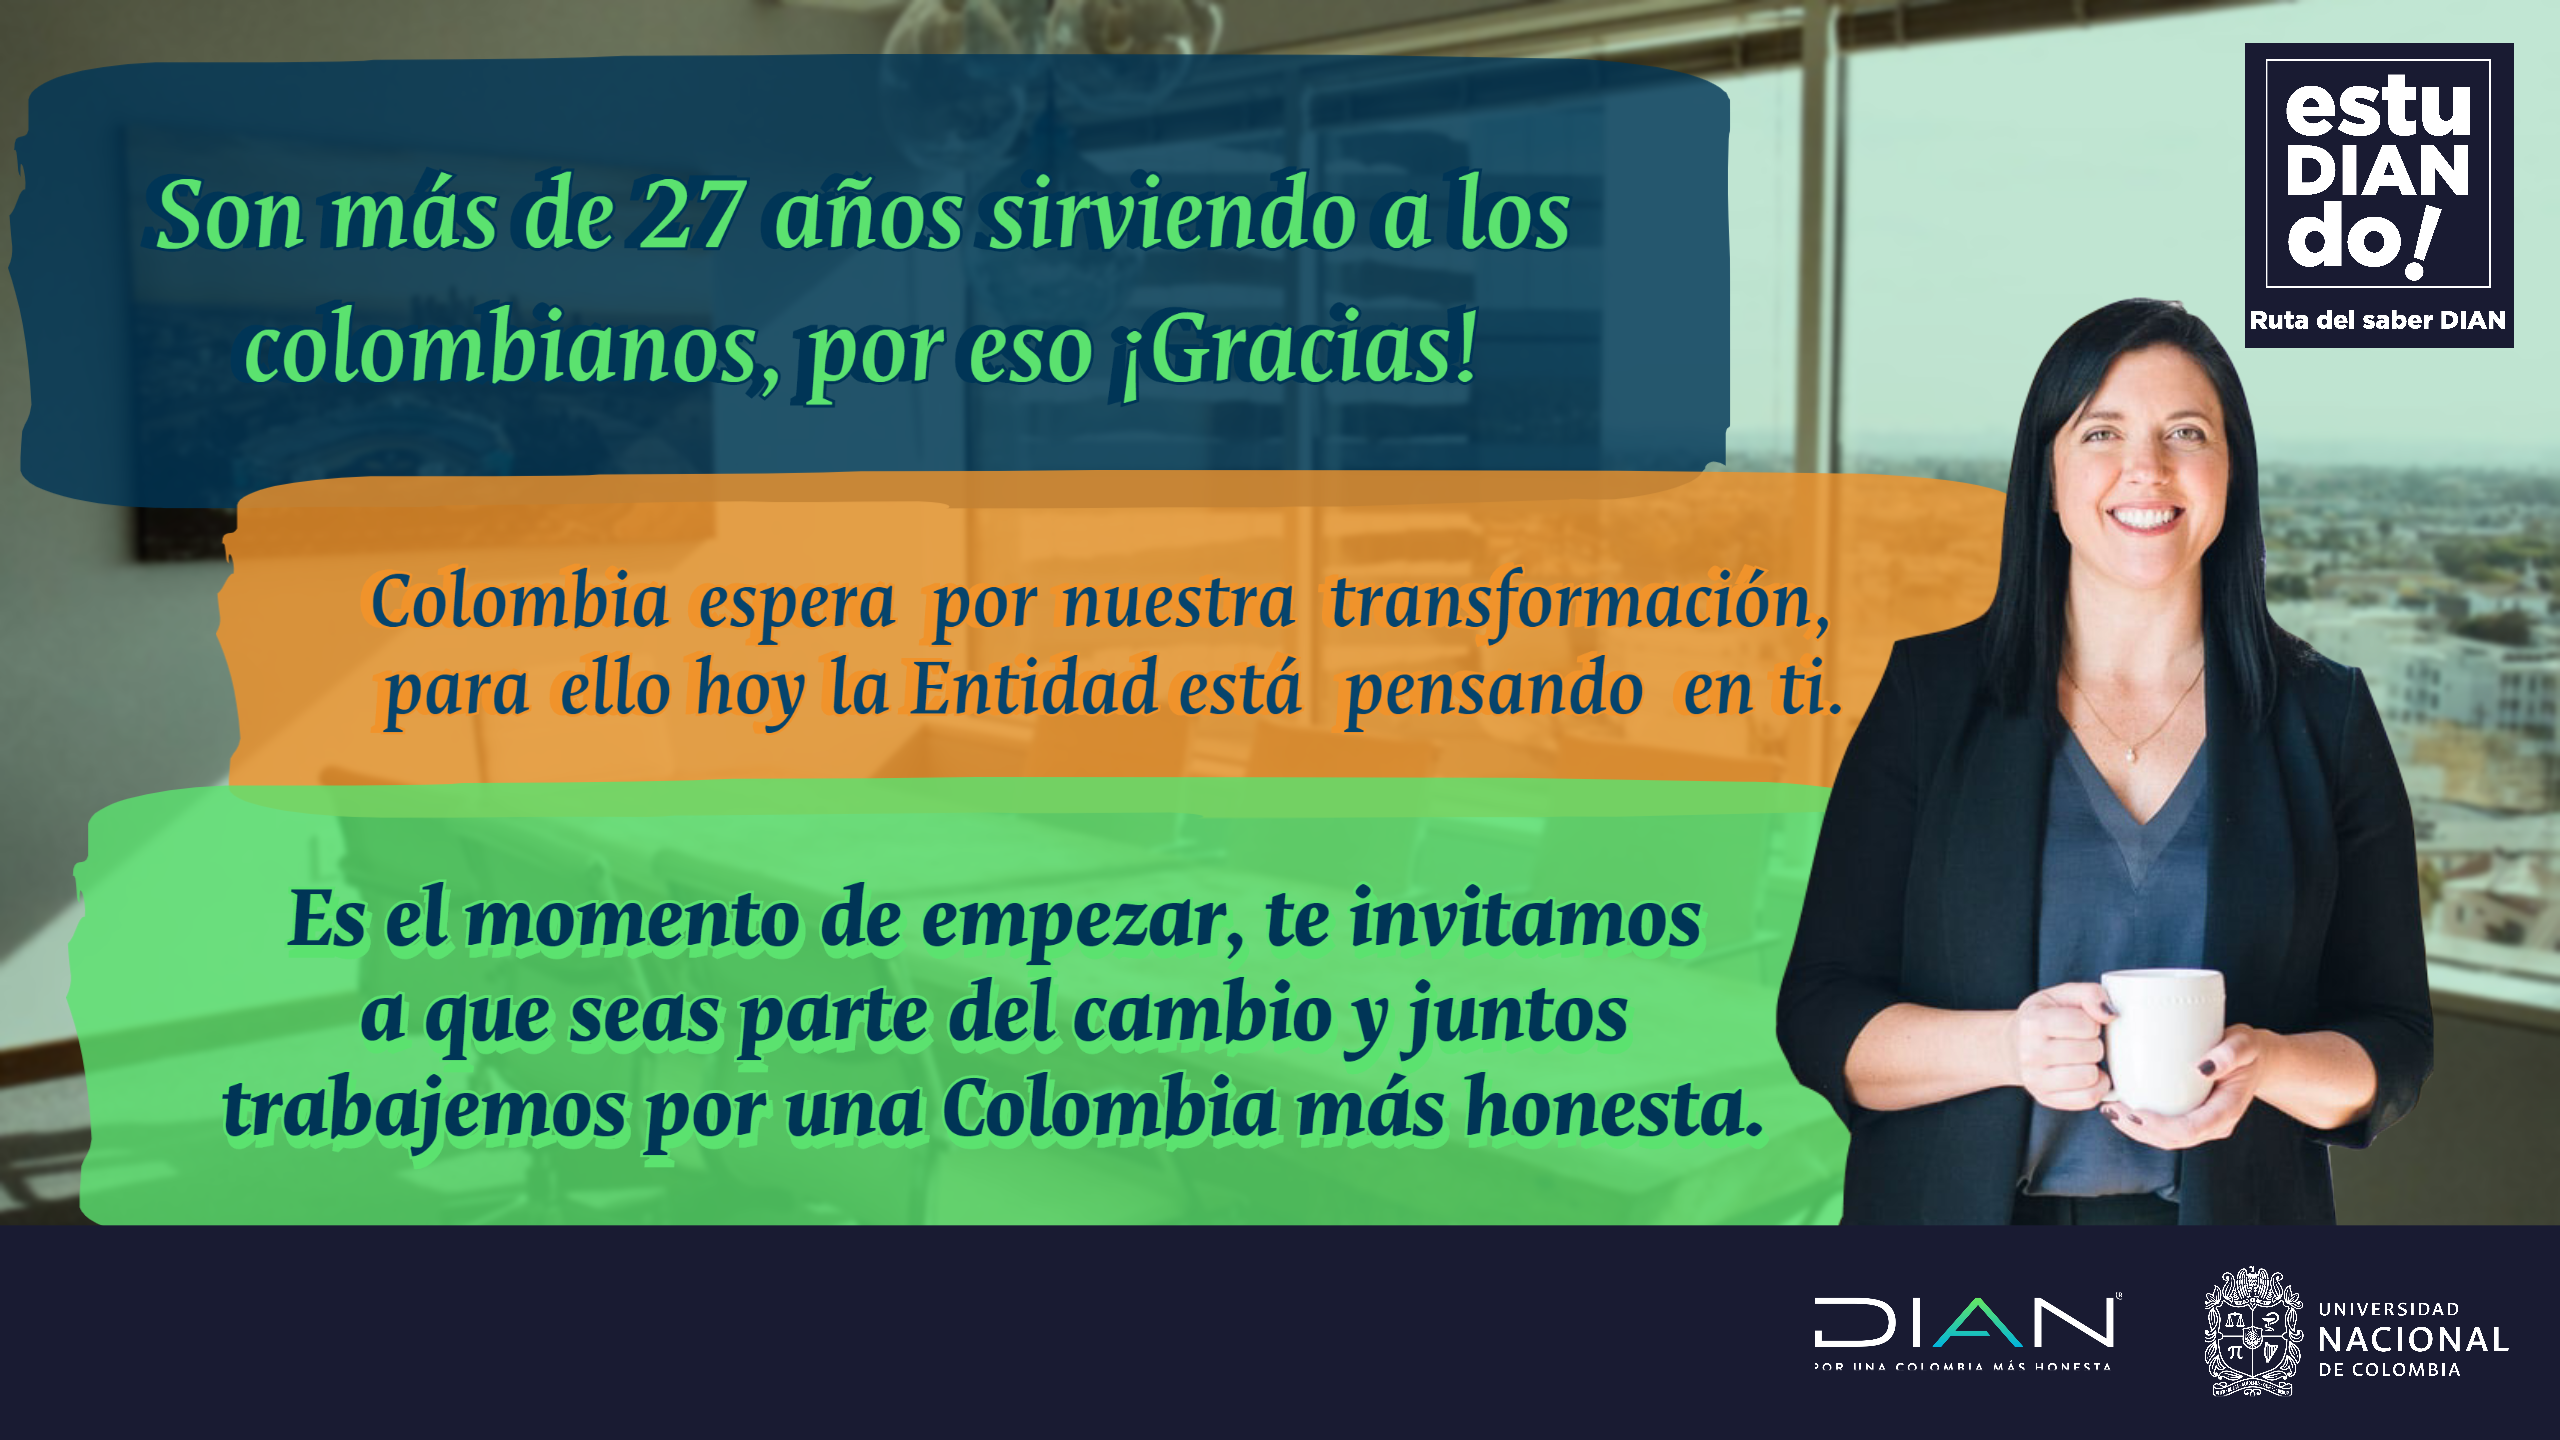 Son más de 27 años sirviendo a los
colombianos, por eso ¡Gracias!
Colombia espera por nuestra transformación,
para ello hoy la Entidad está pensando en ti.
Es el momento de empezar, te invitamos
a que seas parte del cambio y juntos
trabajemos por una Colombia más honesta.
estu
DIAN
do!
Ruta del saber DIAN
DIAN®
POR UNA COLOMBIA MÁS HONESTA
UNIVERSIDAD
NACIONAL
DE COLOMBIA